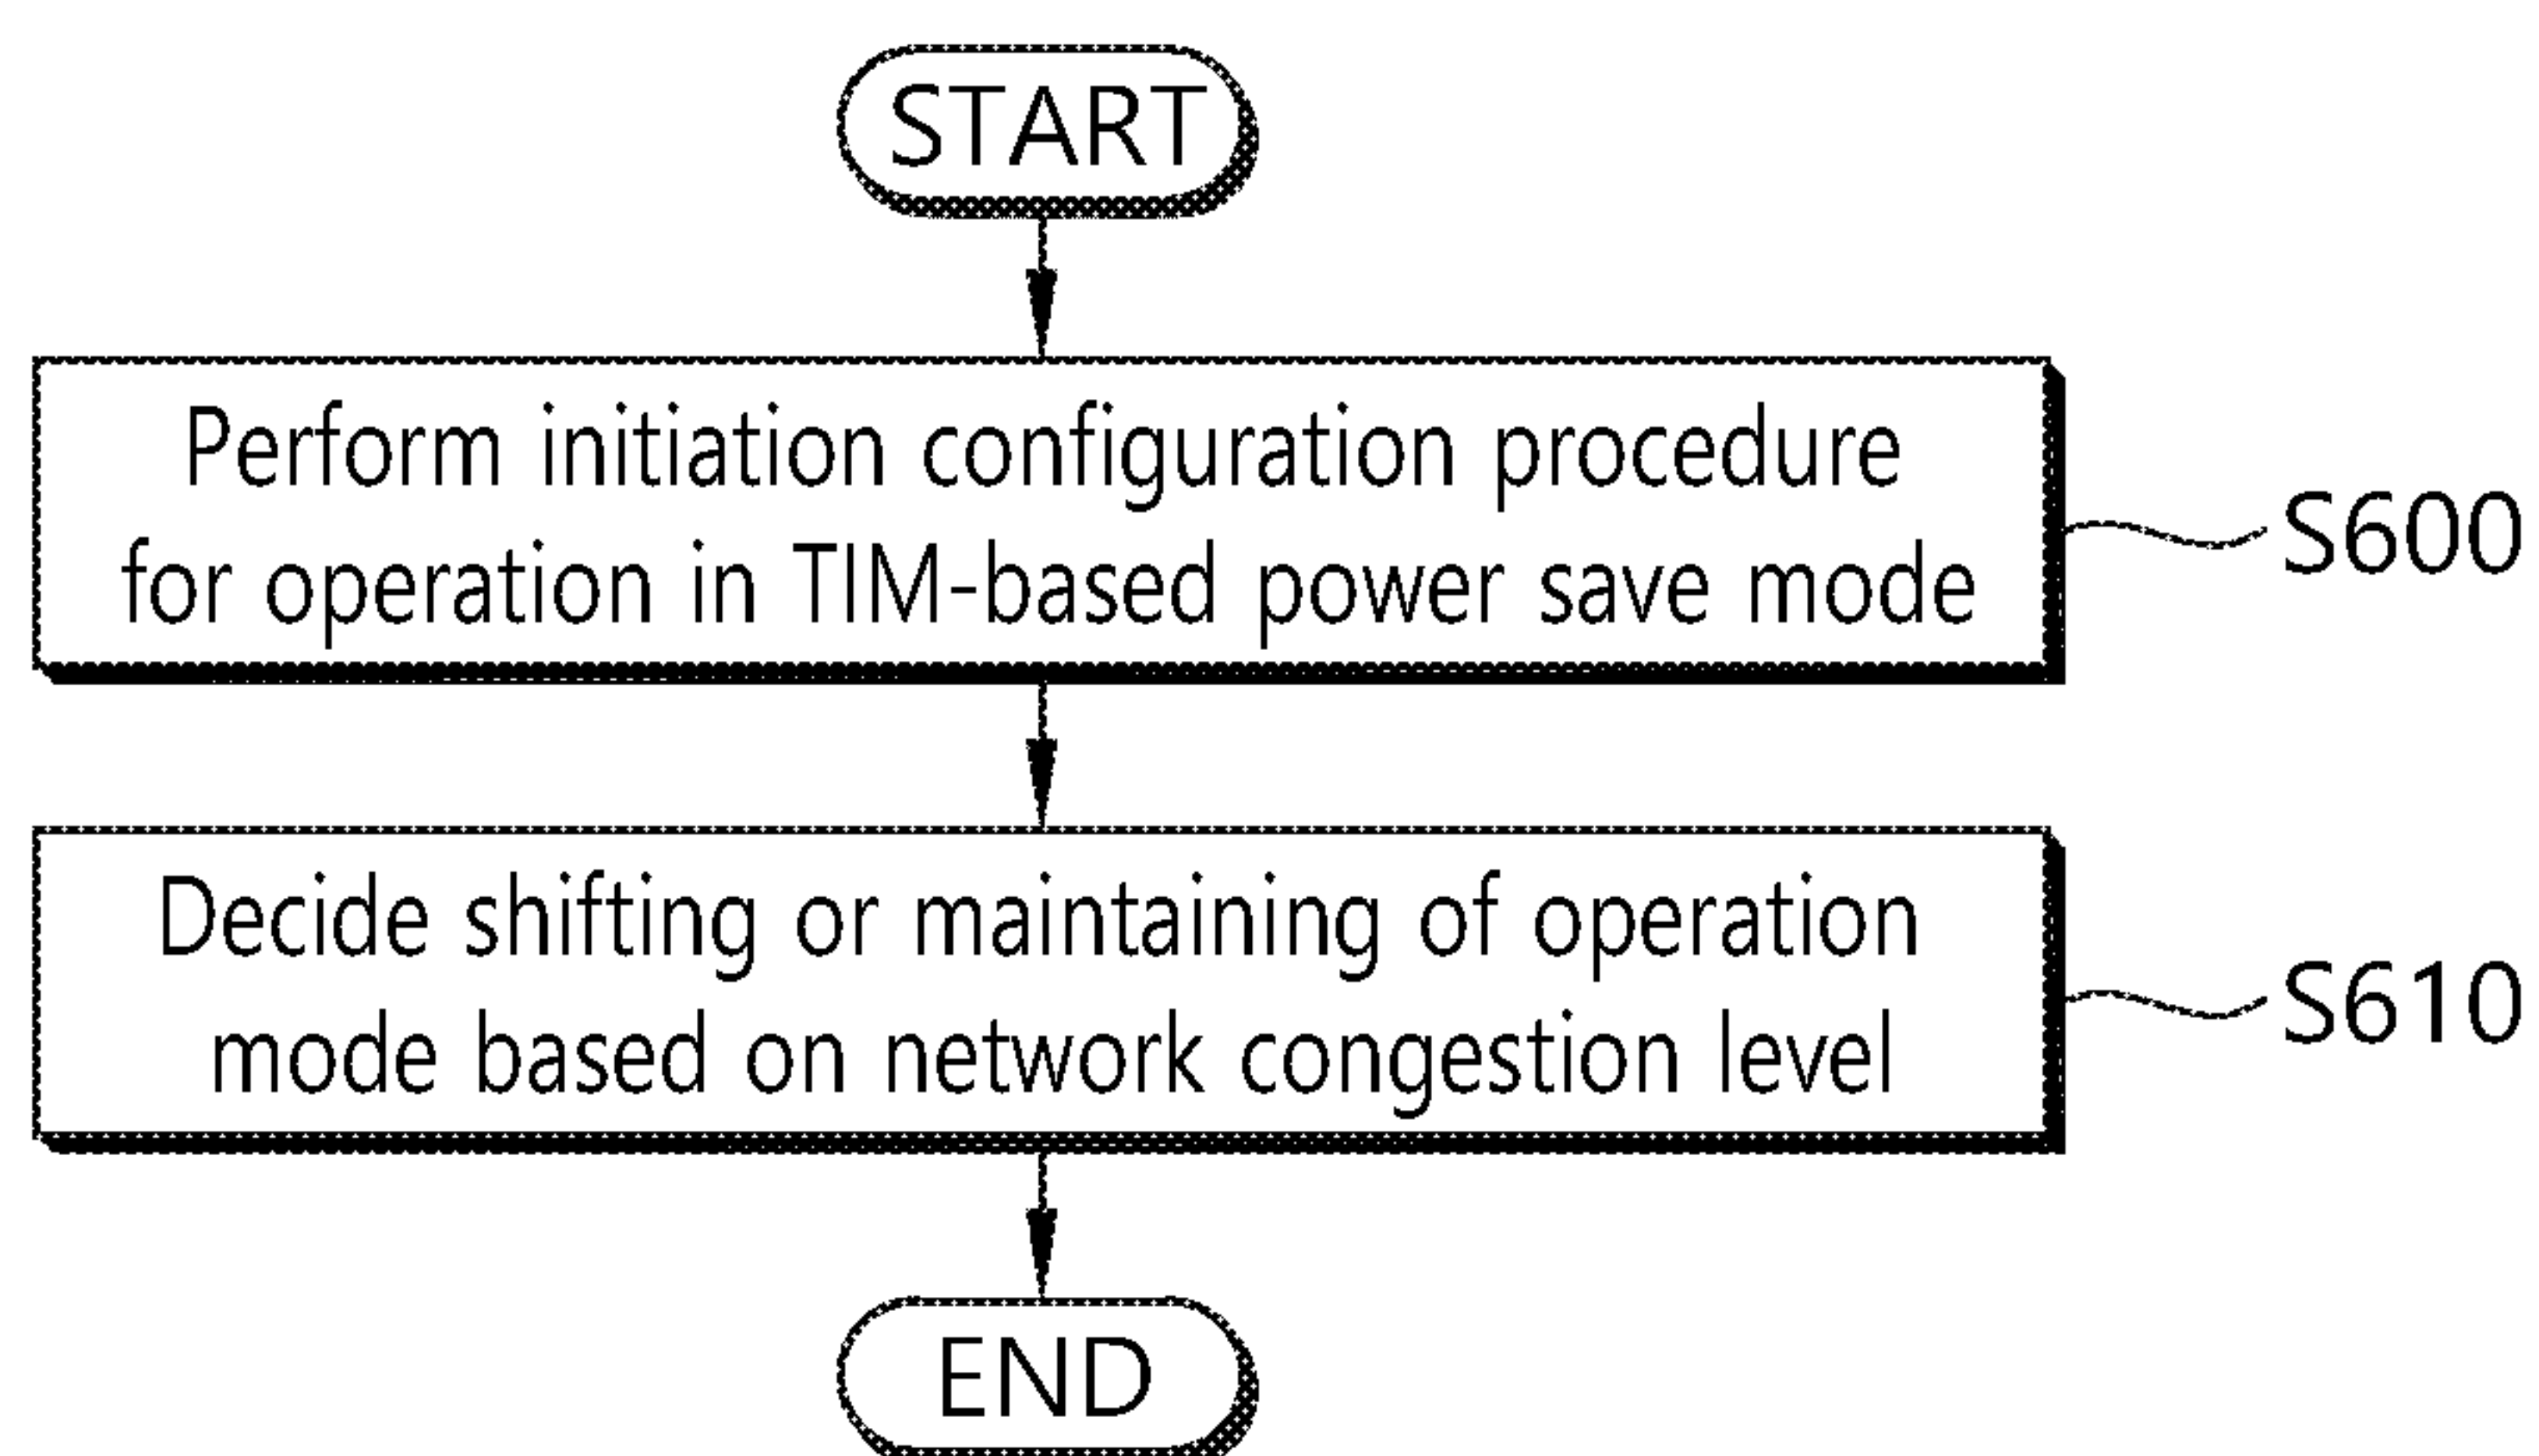 START
Perform initiation configuration procedure
for operation in TIM-based power save mode
S600
Decide shifting or maintaining of operation
mode based on network congestion level
S610
END